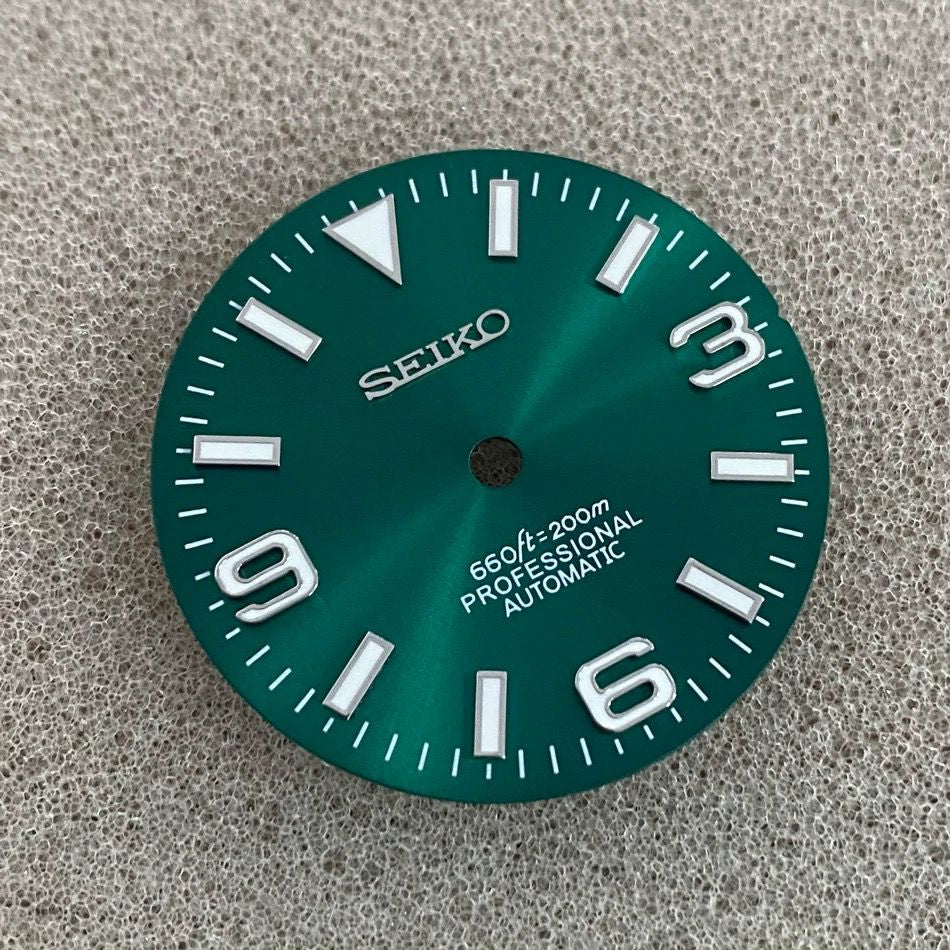 SEIKO
3
9
660ft=200m
PROFESSIONAL
AUTOMATIC
6